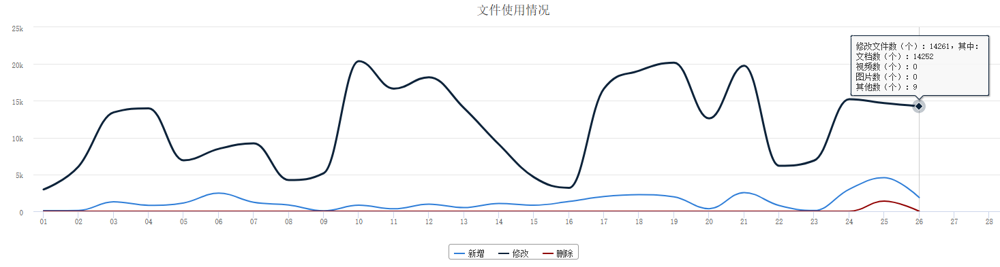 文件使用情况
25k
20k
15k
10k
5k
0
修改文件数（个）: 14261，其中:
文档数（个）: 14252
视频数（个）: 0
图片数（个）: 0
其他数（个）: 9
01 02 03 04 05 06 07 08 09 10 11 12 13 14 15 16 17 18 19 20 21 22 23 24 25 26 27 28
新增 修改 删除